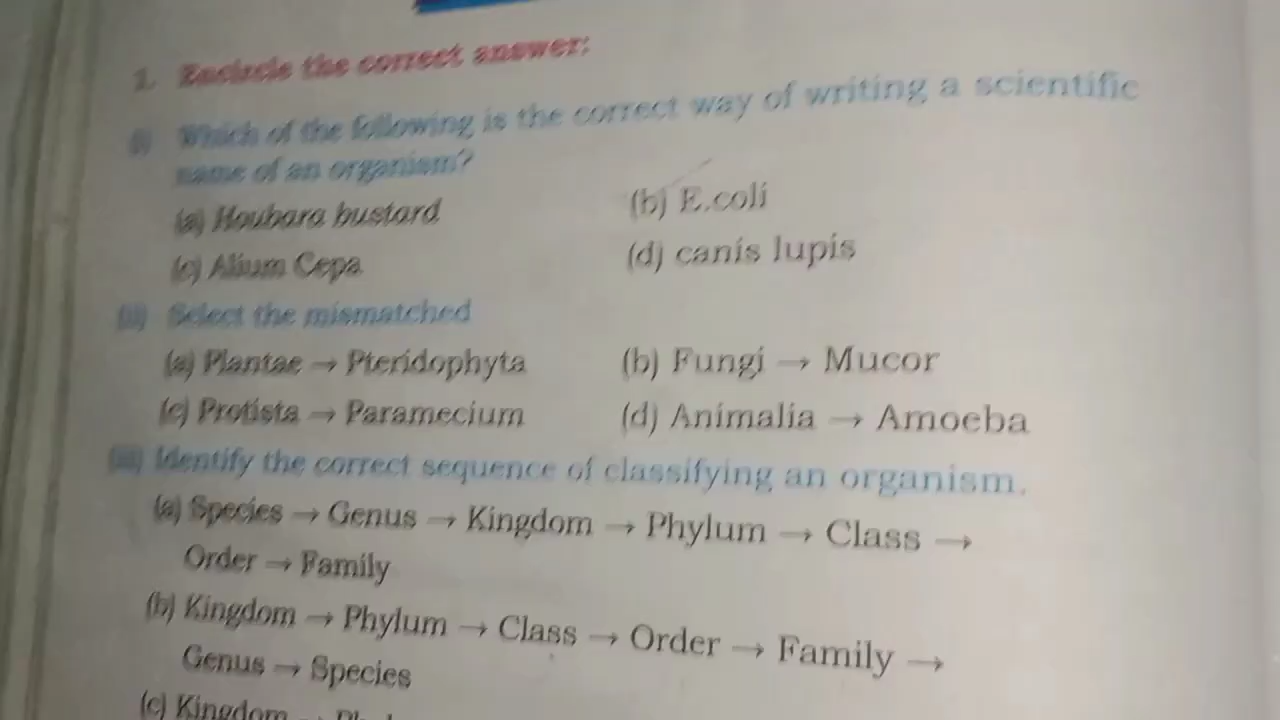 1. Encircle the correct answer:
(i) Which of the following is the correct way of writing a scientific
name of an organism?
(a) Houbara bustard (b) E.coli
(c) Alium Cepa (d) canis lupis
(ii) Select the mismatched
(a) Plantae → Pteridophyta (b) Fungi → Mucor
(c) Protista → Paramecium (d) Animalia → Amoeba
(iii) Identify the correct sequence of classifying an organism.
(a) Species → Genus → Kingdom → Phylum → Class →
Order → Family
(b) Kingdom → Phylum → Class → Order → Family →
Genus → Species
(c) Kingdom